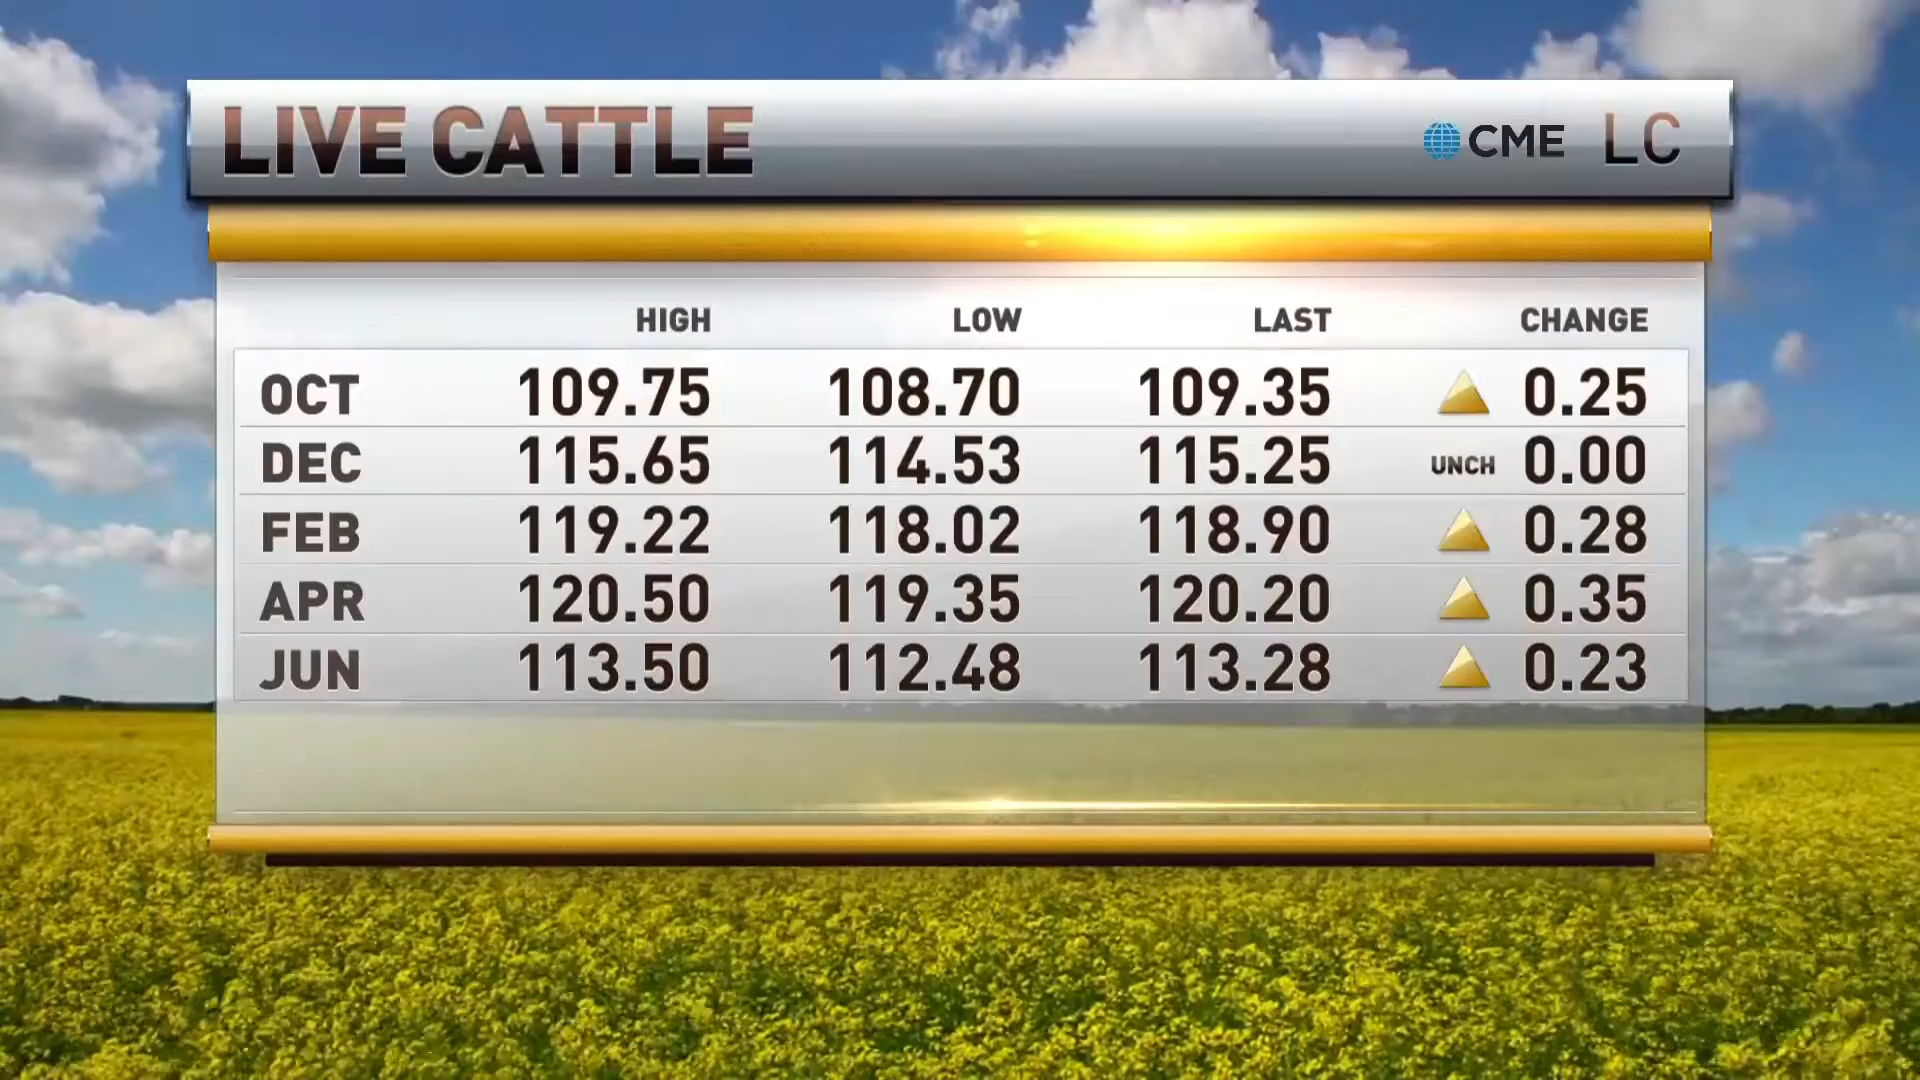 LIVE CATTLE CME LC
HIGH LOW LAST CHANGE
OCT 109.75 108.70 109.35 0.25
DEC 115.65 114.53 115.25 UNCH 0.00
FEB 119.22 118.02 118.90 0.28
APR 120.50 119.35 120.20 0.35
JUN 113.50 112.48 113.28 0.23